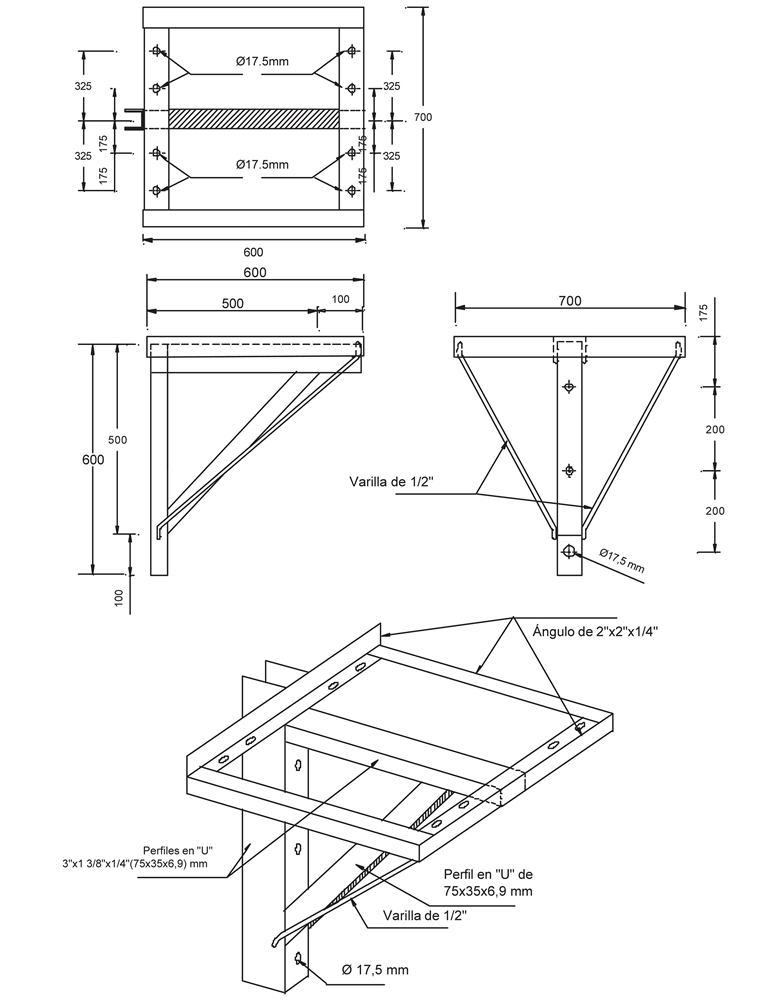 Ø17.5mm
325
325
175
700
175
175
325
325
175
Ø17.5mm
600
600
500
100
700
175
500
600
200
Varilla de 1/2"
200
Ø17,5 mm
100
Ángulo de 2"x2"x1/4"
Perfiles en "U"
3"x1 3/8"x1/4"(75x35x6,9) mm
Perfil en "U" de
75x35x6,9 mm
Varilla de 1/2"
Ø 17,5 mm